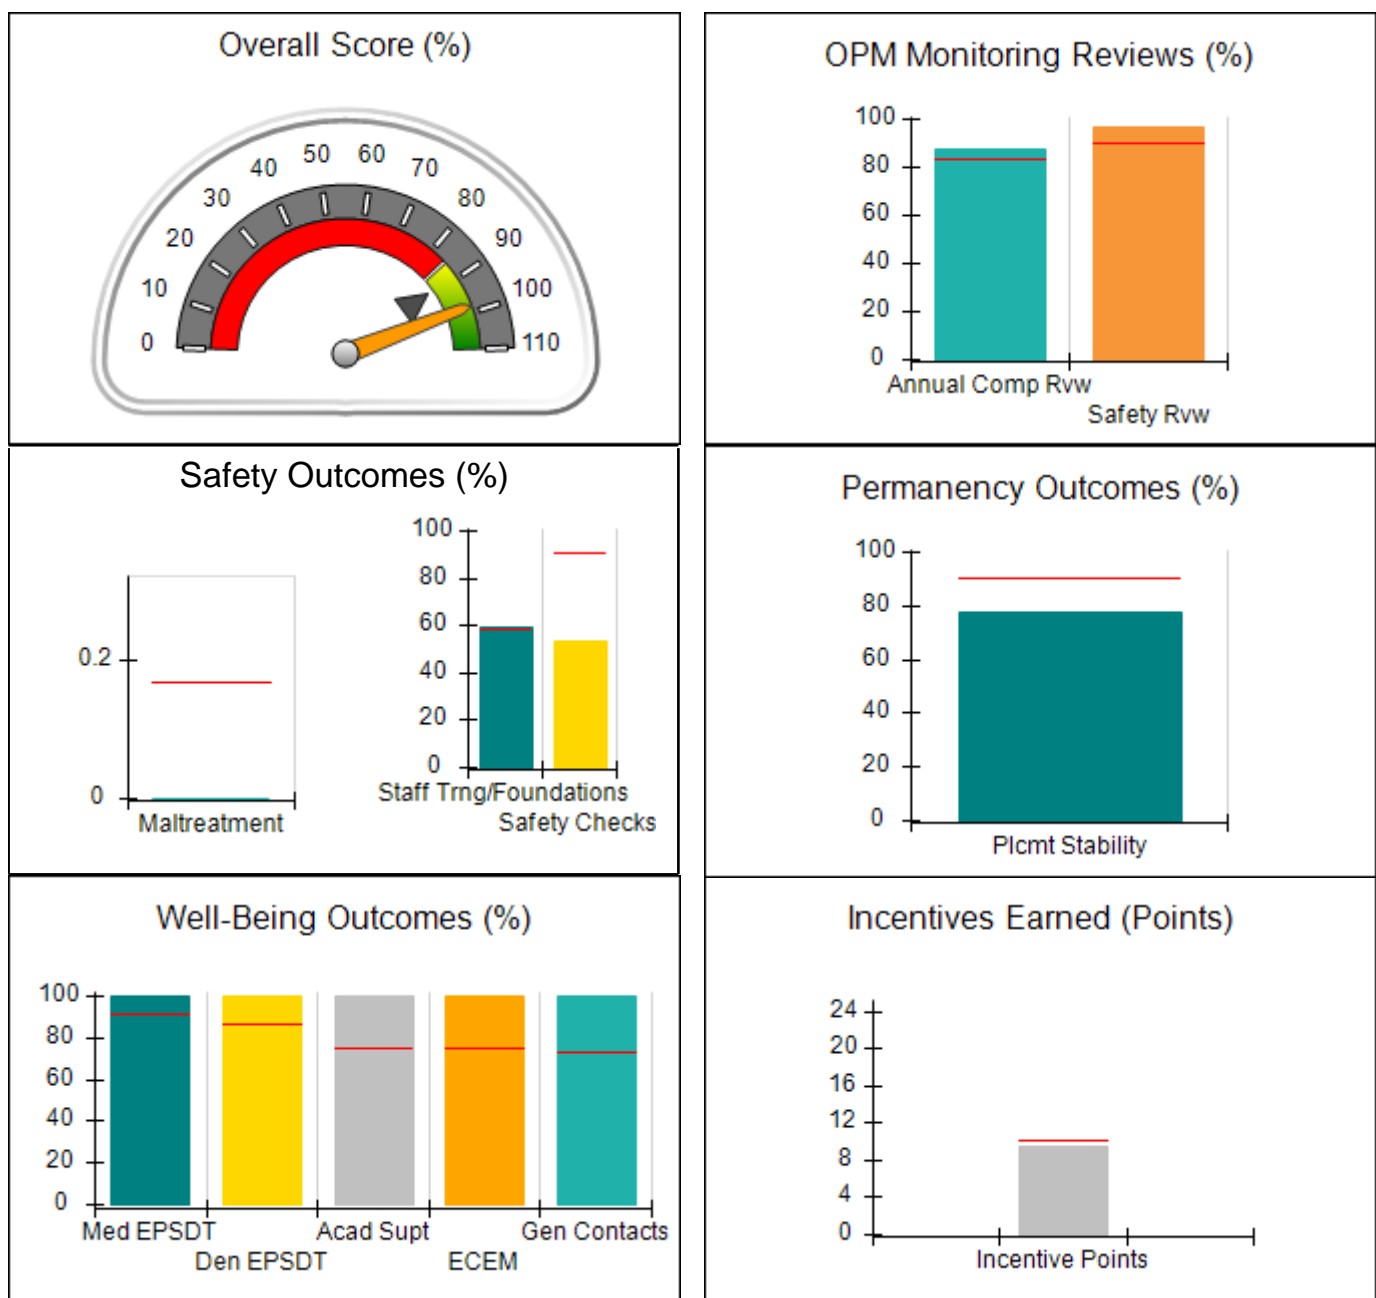 Overall Score (%)
0
10
20
30
40
50
60
70
80
90
100
110
OPM Monitoring Reviews (%)
100
80
60
40
20
0
Annual Comp Rvw
Safety Rvw
Safety Outcomes (%)
0.2
0
Maltreatment
100
80
60
40
20
0
Staff Trng/Foundations
Safety Checks
Permanency Outcomes (%)
100
80
60
40
20
0
Plcmt Stability
Well-Being Outcomes (%)
100
80
60
40
20
0
Med EPSDT
Den EPSDT
Acad Supt
ECEM
Gen Contacts
Incentives Earned (Points)
24
20
16
12
8
4
0
Incentive Points